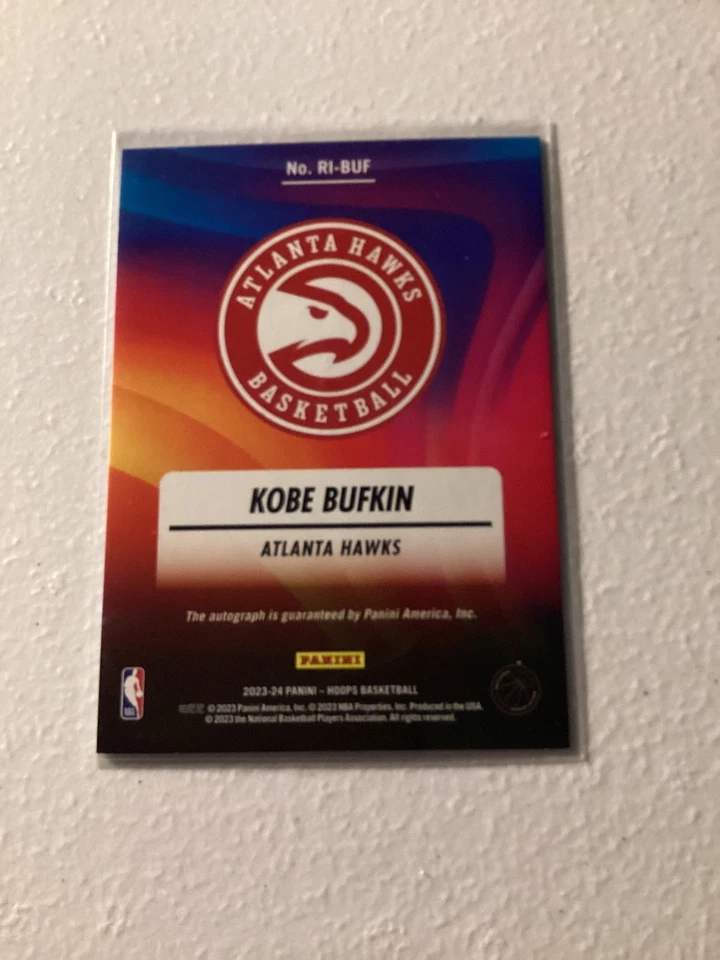 No. RI-BUF
ATLANTA HAWKS
BASKETBALL
KOBE BUFKIN
ATLANTA HAWKS
The autograph is guaranteed by Panini America, Inc.
PANINI
2023-24 PANINI – HOOPS BASKETBALL
© 2023 Panini America, Inc. © 2023 NBA Properties, Inc. Produced in the USA.
© 2023 the National Basketball Players Association. All rights reserved.
NBA